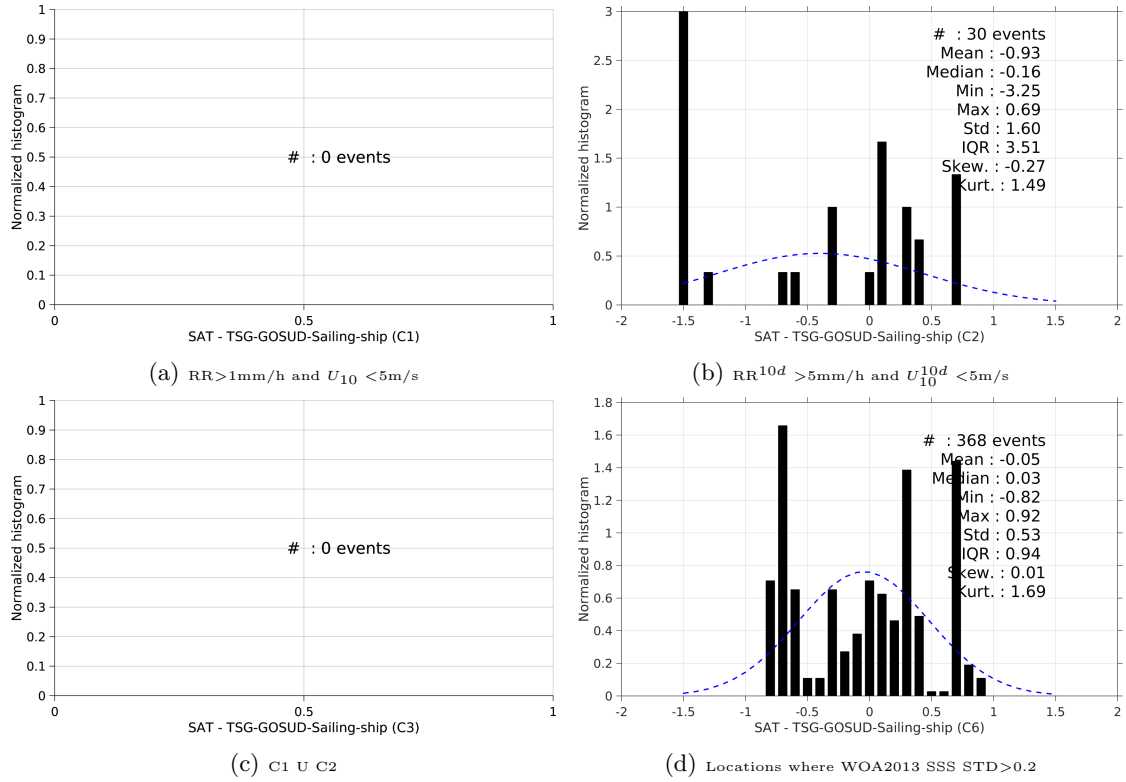 1
0.9
0.8
0.7
0.6
0.5
0.4
0.3
0.2
0.1
0
Normalized histogram
# : 0 events
0 0.5 1
SAT - TSG-GOSUD-Sailing-ship (C1)
(a) RR>1mm/h and U10 <5m/s
3
2.5
2
1.5
1
0.5
0
Normalized histogram
# : 30 events
Mean : -0.93
Median : -0.16
Min : -3.25
Max : 0.69
Std : 1.60
IQR : 3.51
Skew. : -0.27
Kurt. : 1.49
-2 -1.5 -1 -0.5 0 0.5 1 1.5 2
SAT - TSG-GOSUD-Sailing-ship (C2)
(b) RR10d >5mm/h and U10d10 <5m/s
1
0.9
0.8
0.7
0.6
0.5
0.4
0.3
0.2
0.1
0
Normalized histogram
# : 0 events
0 0.5 1
SAT - TSG-GOSUD-Sailing-ship (C3)
(c) C1 U C2
1.8
1.6
1.4
1.2
1
0.8
0.6
0.4
0.2
0
Normalized histogram
# : 368 events
Mean : -0.05
Median : 0.03
Min : -0.82
Max : 0.92
Std : 0.53
IQR : 0.94
Skew. : 0.01
Kurt. : 1.69
-2 -1.5 -1 -0.5 0 0.5 1 1.5 2
SAT - TSG-GOSUD-Sailing-ship (C6)
(d) Locations where WOA2013 SSS STD>0.2